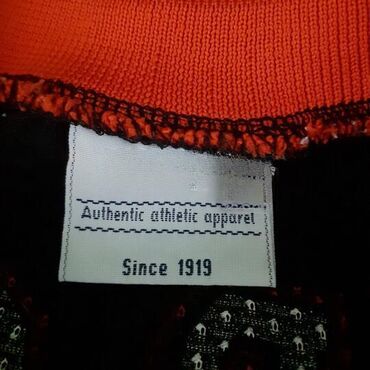 Authentic athletic apparel
Since 1919